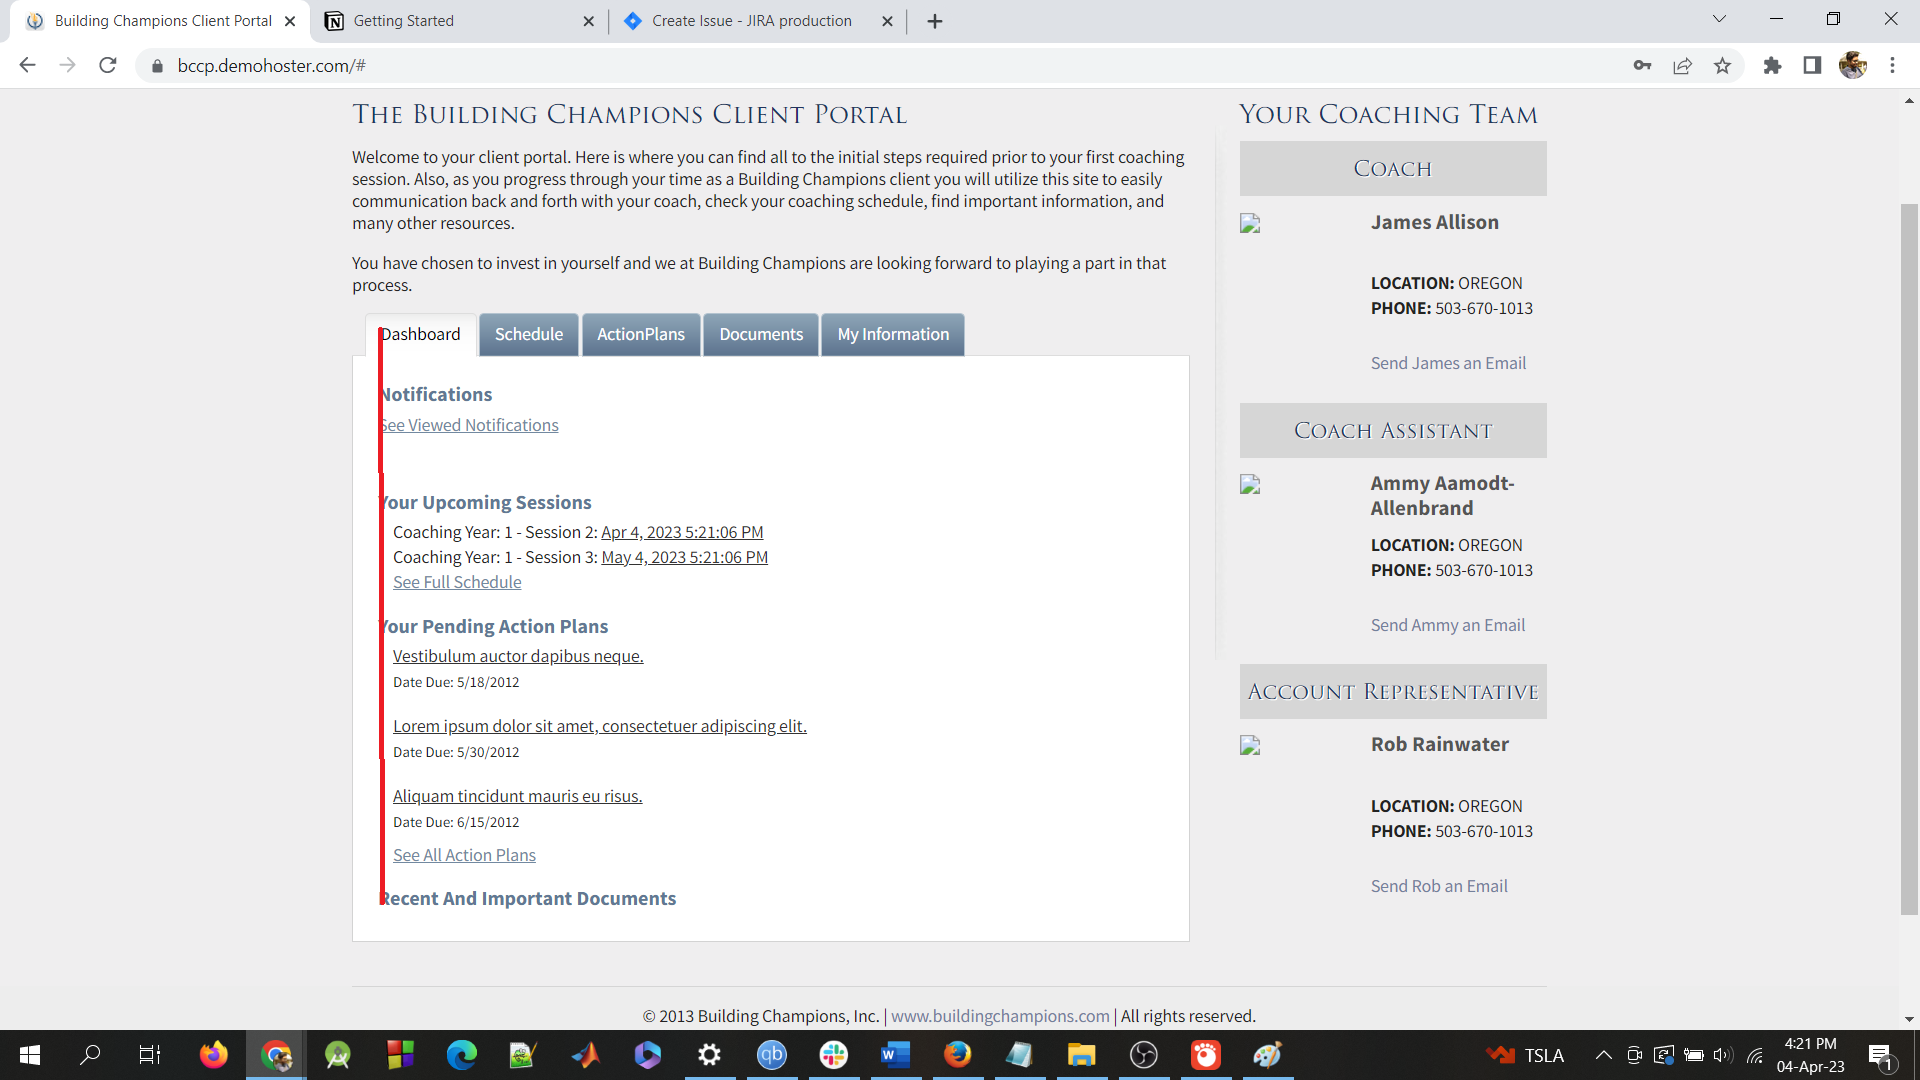 Building Champions Client Portal
Getting Started
Create Issue - JIRA production
bccp.demohoster.com/#
The Building Champions Client Portal
Welcome to your client portal. Here is where you can find all to the initial steps required prior to your first coaching
session. Also, as you progress through your time as a Building Champions client you will utilize this site to easily
communication back and forth with your coach, check your coaching schedule, find important information, and
many other resources.
You have chosen to invest in yourself and we at Building Champions are looking forward to playing a part in that
process.
Dashboard
Schedule
ActionPlans
Documents
My Information
Notifications
See Viewed Notifications
Your Upcoming Sessions
Coaching Year: 1 - Session 2: Apr 4, 2023 5:21:06 PM
Coaching Year: 1 - Session 3: May 4, 2023 5:21:06 PM
See Full Schedule
Your Pending Action Plans
Vestibulum auctor dapibus neque.
Date Due: 5/18/2012
Lorem ipsum dolor sit amet, consectetuer adipiscing elit.
Date Due: 5/30/2012
Aliquam tincidunt mauris eu risus.
Date Due: 6/15/2012
See All Action Plans
Recent And Important Documents
Your Coaching Team
Coach
James Allison
LOCATION: OREGON
PHONE: 503-670-1013
Send James an Email
Coach Assistant
Ammy Aamodt-
Allenbrand
LOCATION: OREGON
PHONE: 503-670-1013
Send Ammy an Email
Account Representative
Rob Rainwater
LOCATION: OREGON
PHONE: 503-670-1013
Send Rob an Email
© 2013 Building Champions, Inc. | www.buildingchampions.com | All rights reserved.
qb
W
TSLA
4:21 PM
04-Apr-23
1